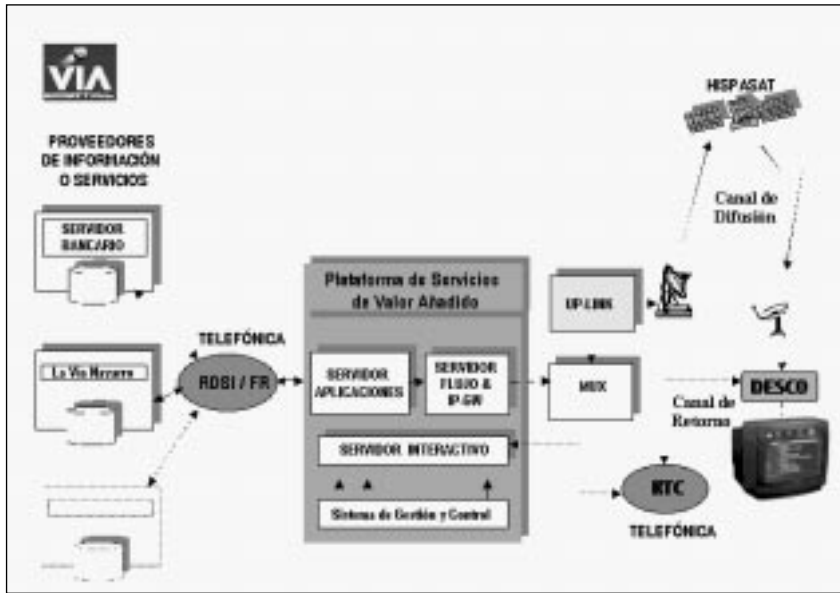 VÍA
HISPASAT
PROVEEDORES
DE INFORMACIÓN
O SERVICIOS
Canal de
Difusión
SERVIDOR
BANCARIO
Plataforma de Servicios
de Valor Añadido
UP-LINK
TELEFÓNICA
La Vía
RDSI / FR
SERVIDOR
APLICACIONES
SERVIDOR
FLUJO &
IP-GW
MUX
DESCO
Canal de
Retorno
SERVIDOR INTERACTIVO
RTC
Sistema de Gestión y Control
TELEFÓNICA